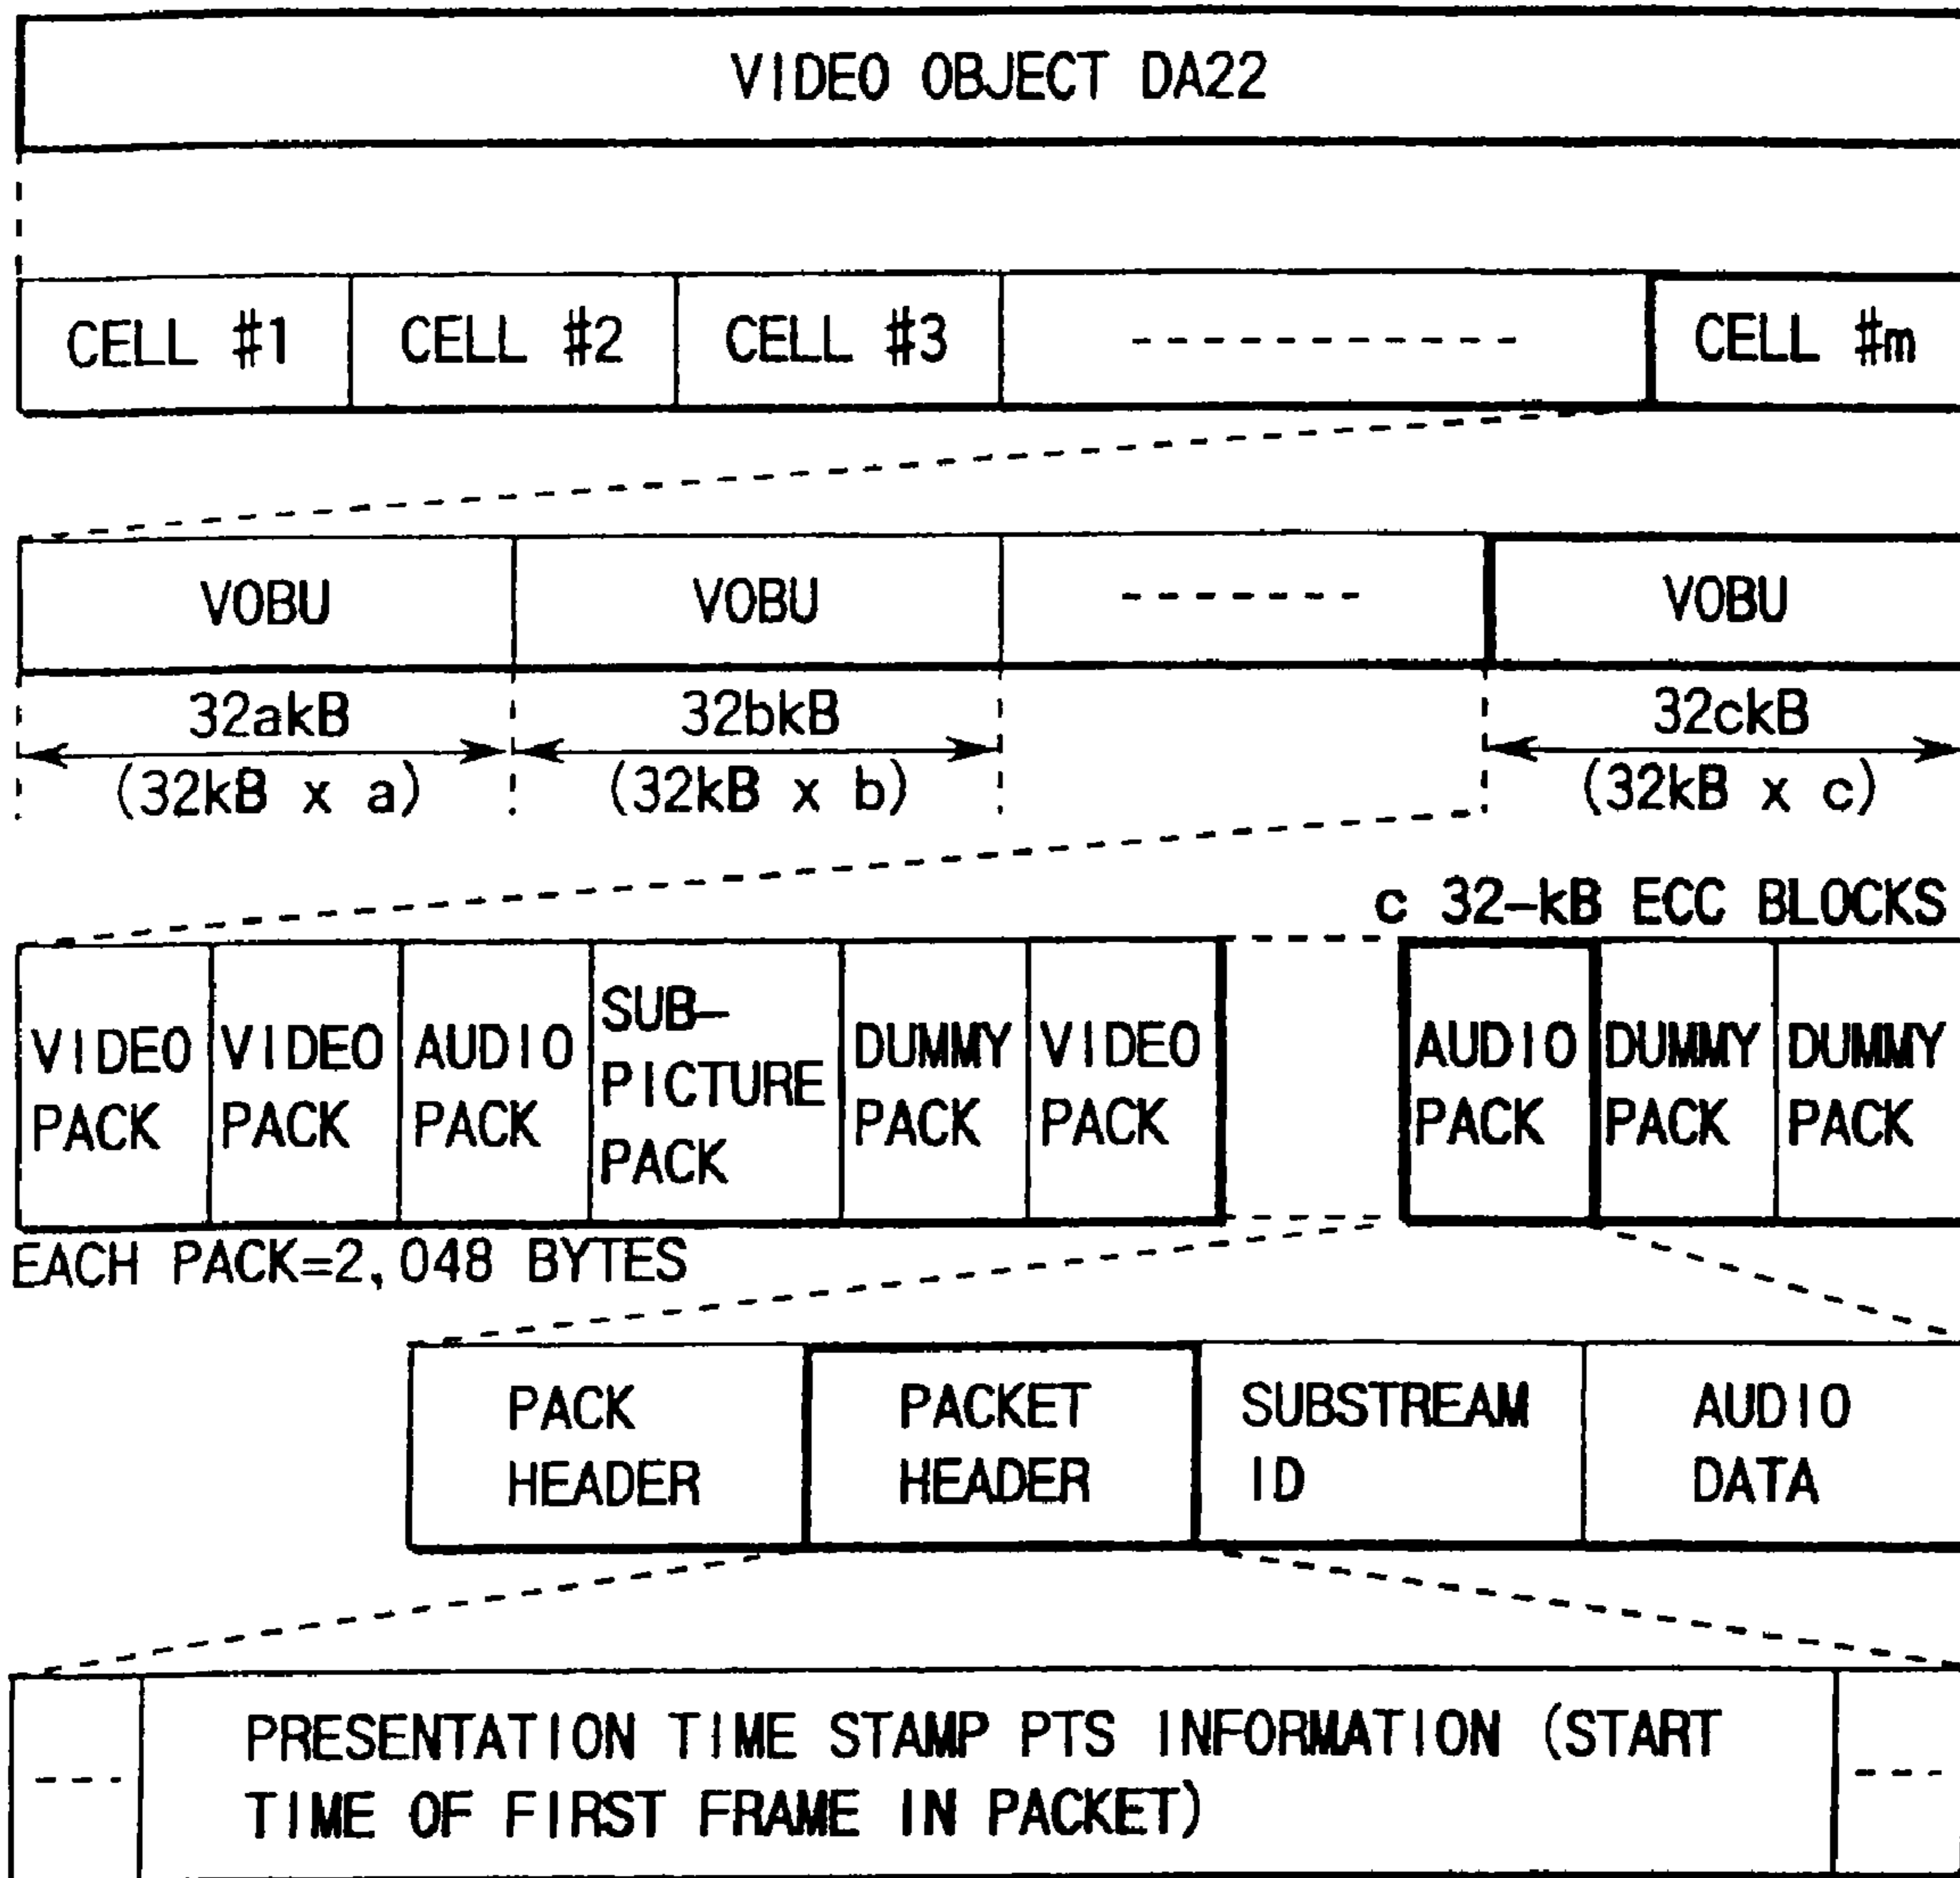 VIDEO OBJECT DA22
CELL #1 CELL #2 CELL #3 ----------- CELL #m
VOBU VOBU ------- VOBU
32akB 32bkB 32ckB
(32kB x a) (32kB x b) (32kB x c)
c 32-kB ECC BLOCKS
VIDEO
PACK
VIDEO
PACK
AUDIO
PACK
SUB-
PICTURE
PACK
DUMMY
PACK
VIDEO
PACK
AUDIO
PACK
DUMMY
PACK
DUMMY
PACK
EACH PACK=2,048 BYTES
PACK
HEADER
PACKET
HEADER
SUBSTREAM
ID
AUDIO
DATA
--- PRESENTATION TIME STAMP PTS INFORMATION (START ---
TIME OF FIRST FRAME IN PACKET)